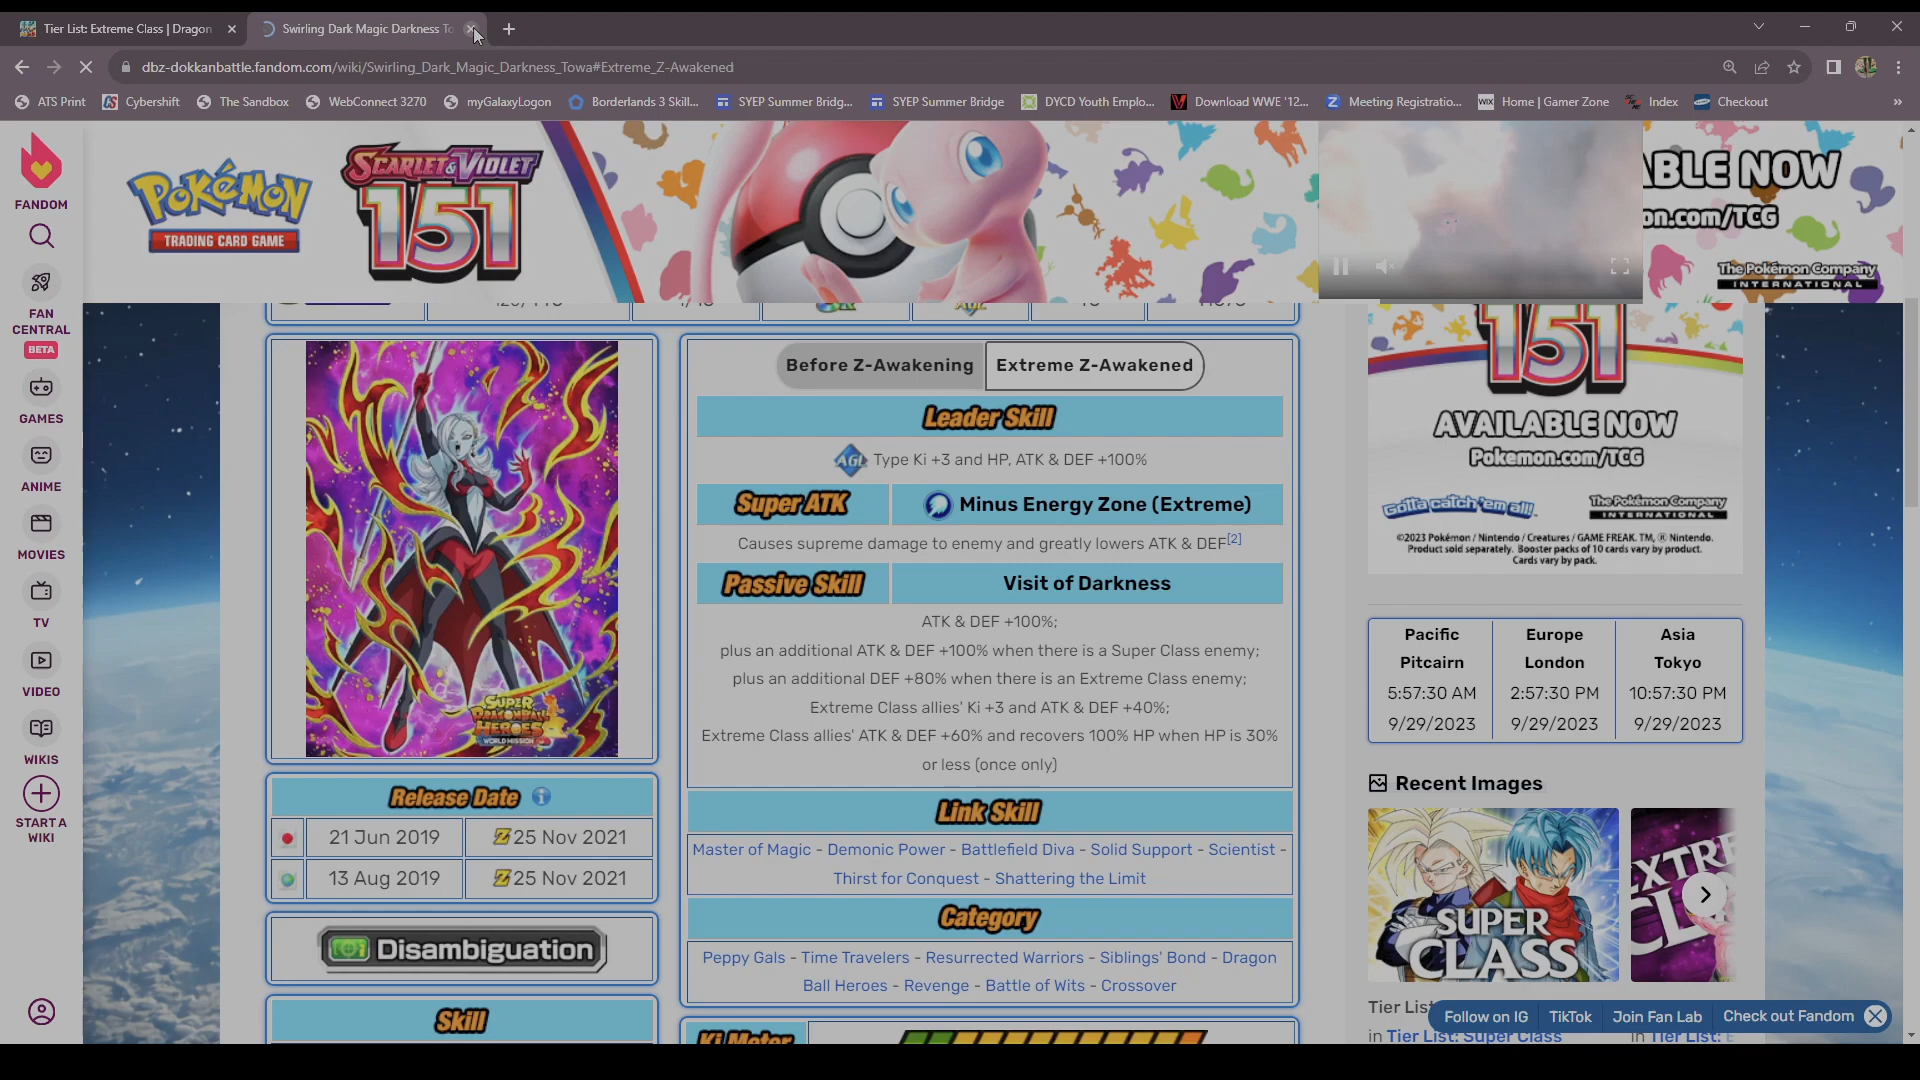 Tier List: Extreme Class | Dragon
Swirling Dark Magic Darkness To
dbz-dokkanbattle.fandom.com/wiki/Swirling_Dark_Magic_Darkness_Towa#Extreme_Z-Awakened
ATS Print
Cybershift
The Sandbox
WebConnect 3270
myGalaxyLogon
Borderlands 3 Skill...
SYEP Summer Bridg...
SYEP Summer Bridge
DYCD Youth Emplo...
Download WWE '12...
Meeting Registratio...
WIX
Home | Gamer Zone
Index
Checkout
FANDOM
FAN
CENTRAL
BETA
GAMES
ANIME
MOVIES
TV
VIDEO
WIKIS
START A
WIKI
POKéMON
TRADING CARD GAME
SCARLET & VIOLET
151
ABLE NOW
on.com/TCG
The Pokémon Company
INTERNATIONAL
151
AVAILABLE NOW
Pokemon.com/TCG
Gotta catch 'em all!
The Pokémon Company
INTERNATIONAL
©2023 Pokémon / Nintendo / Creatures / GAME FREAK. TM, ® Nintendo.
Product sold separately. Booster packs of 10 cards vary by product.
Cards vary by pack.
Before Z-Awakening
Extreme Z-Awakened
Leader Skill
AGL Type Ki +3 and HP, ATK & DEF +100%
Super ATK
Minus Energy Zone (Extreme)
Causes supreme damage to enemy and greatly lowers ATK & DEF[2]
Passive Skill
Visit of Darkness
ATK & DEF +100%;
plus an additional ATK & DEF +100% when there is a Super Class enemy;
plus an additional DEF +80% when there is an Extreme Class enemy;
Extreme Class allies' Ki +3 and ATK & DEF +40%;
Extreme Class allies' ATK & DEF +60% and recovers 100% HP when HP is 30%
or less (once only)
Link Skill
Master of Magic - Demonic Power - Battlefield Diva - Solid Support - Scientist -
Thirst for Conquest - Shattering the Limit
Category
Peppy Gals - Time Travelers - Resurrected Warriors - Siblings' Bond - Dragon
Ball Heroes - Revenge - Battle of Wits - Crossover
Ki Meter
SUPER
DRAGONBALL
HEROES
WORLD MISSION
Release Date
21 Jun 2019
Z 25 Nov 2021
13 Aug 2019
Z 25 Nov 2021
Disambiguation
Skill
Pacific
Pitcairn
5:57:30 AM
9/29/2023
Europe
London
2:57:30 PM
9/29/2023
Asia
Tokyo
10:57:30 PM
9/29/2023
Recent Images
SUPER
CLASS
EXTR
CL
Tier List
in Tier List: Super Class
in Tier List: E
Follow on IG
TikTok
Join Fan Lab
Check out Fandom